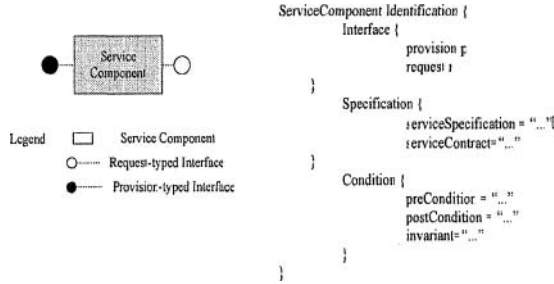 Service
Component
Legend
Service Component
Request-typed Interface
Provision-typed Interface
ServiceComponent Identification {
Interface {
provision p
request r
}
Specification {
serviceSpecification = “...”
serviceContract=“...”
}
Condition {
preCondition = “...”
postCondition = “...”
invariant=“...”
}
}